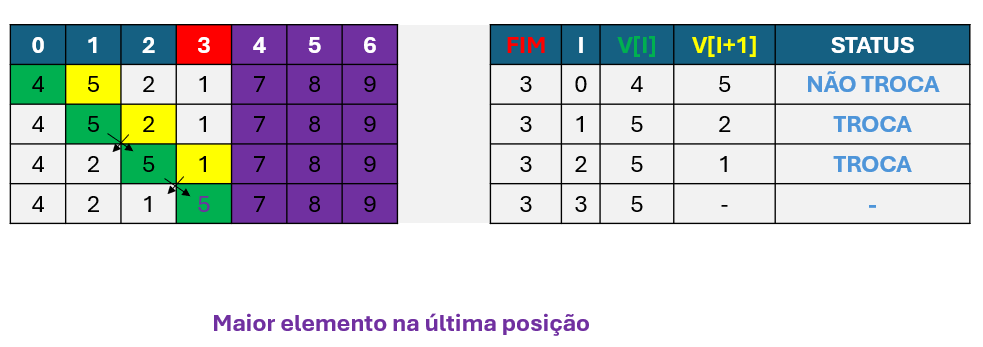 0 1 2 3 4 5 6 FIM I V[I] V[I+1] STATUS
4 5 2 1 7 8 9 3 0 4 5 NÃO TROCA
4 5 2 1 7 8 9 3 1 5 2 TROCA
4 2 5 1 7 8 9 3 2 5 1 TROCA
4 2 1 5 7 8 9 3 3 5 - -
Maior elemento na última posição